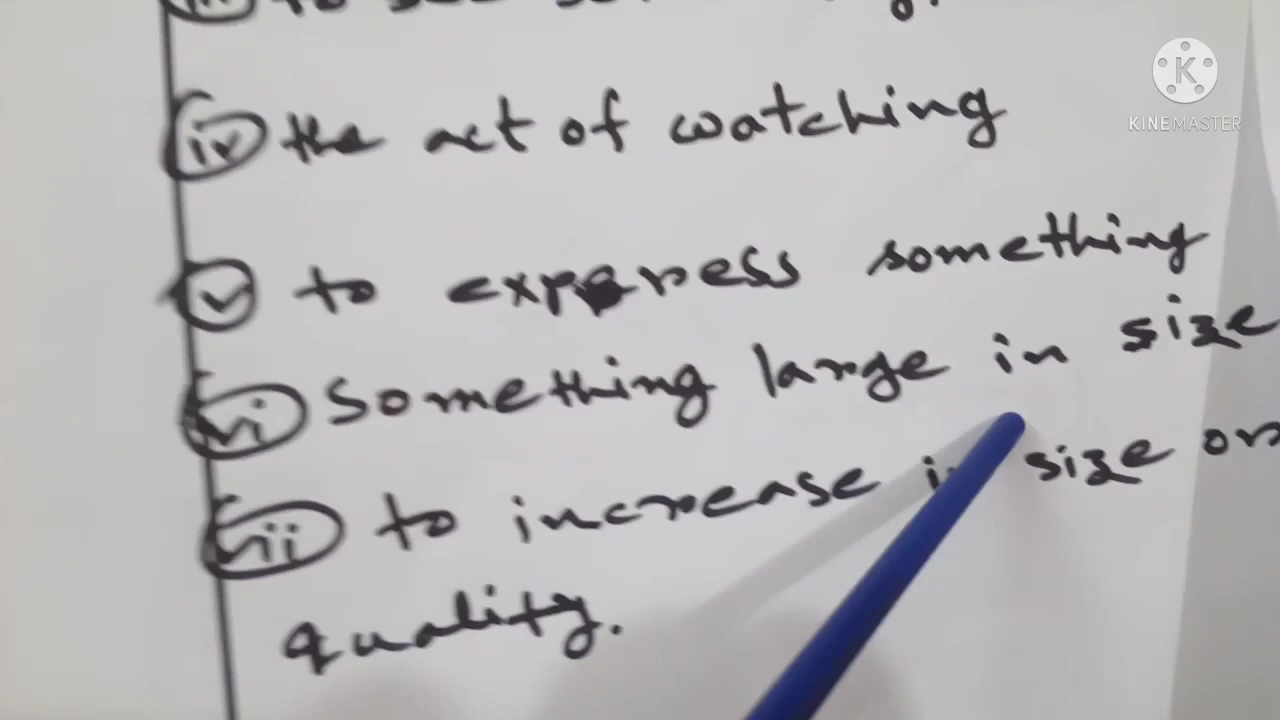 (iv) the act of watching
(v) to express something
(vi) Something large in size
(vii) to increase in size or
quality.
K
KINEMASTER